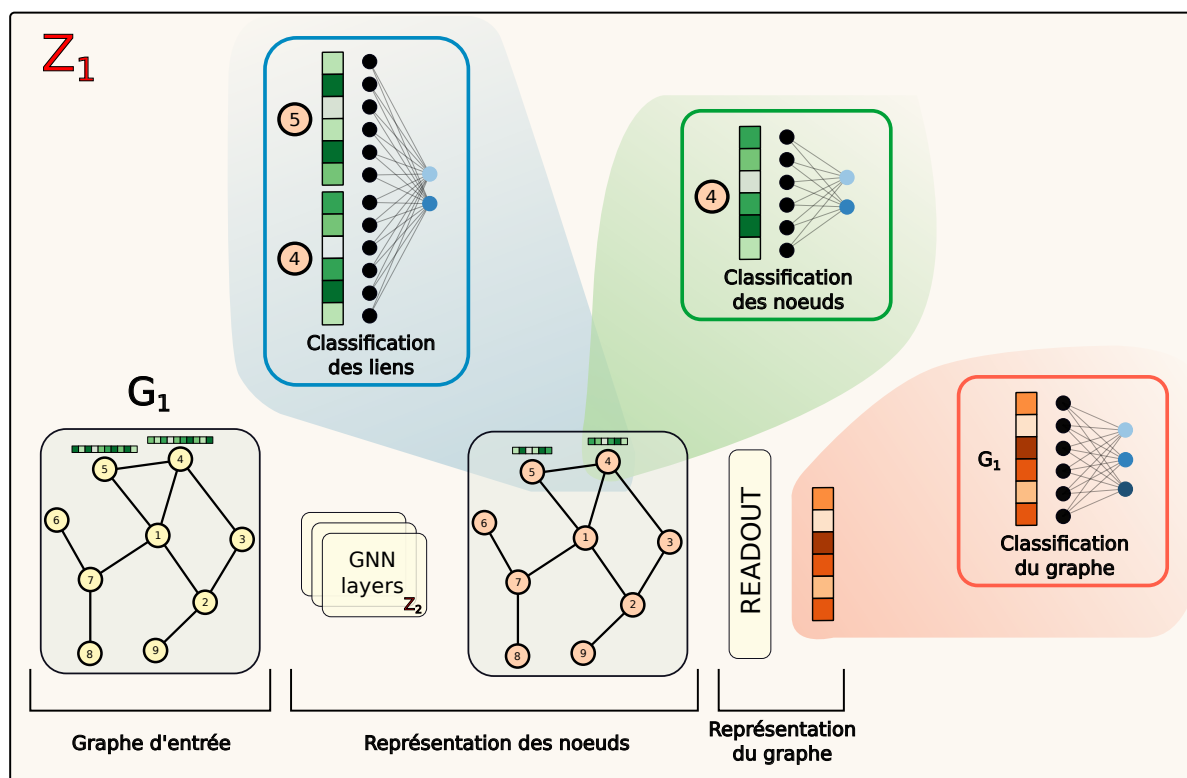 Z1
5
4
Classification
des liens
4
Classification
des noeuds
G1
Classification
du graphe
G1
5
4
6
1
3
7
2
8
9
GNN
layers
Z2
5
4
6
1
3
7
2
8
9
READOUT
Graphe d'entrée
Représentation des noeuds
Représentation
du graphe